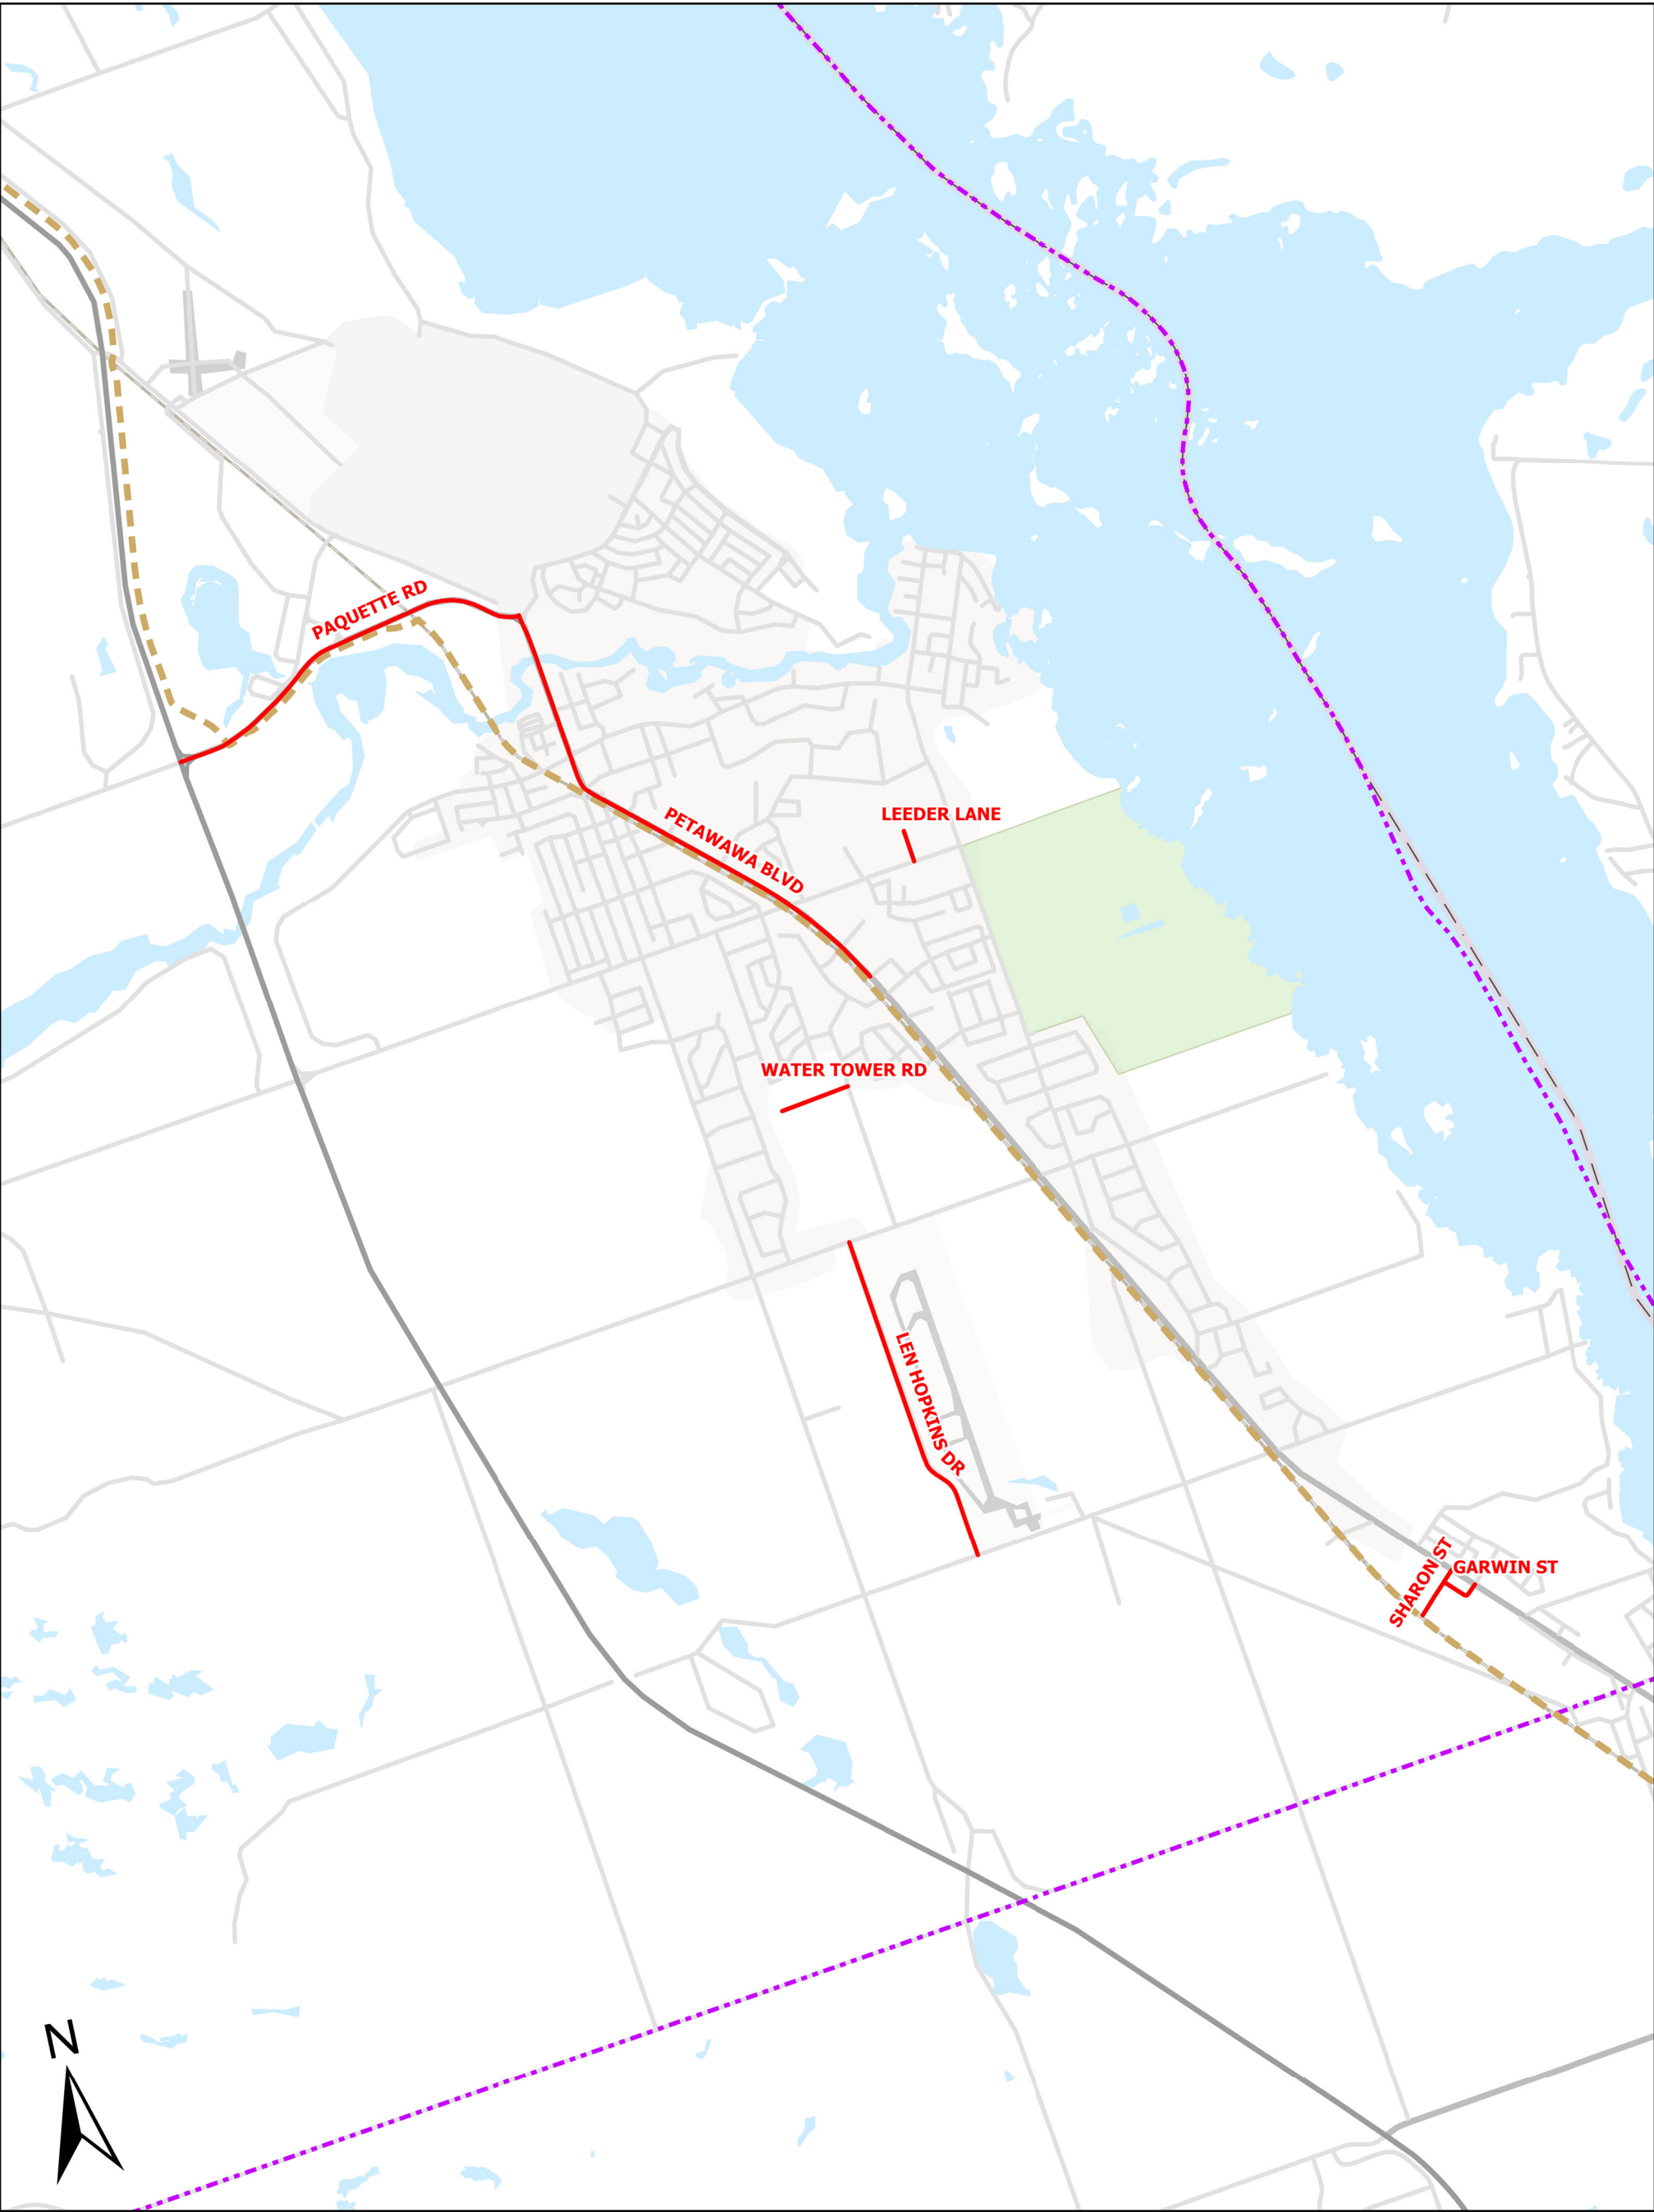 PAQUETTE RD
PETAWAWA BLVD
LEEDER LANE
WATER TOWER RD
LEN HOPKINS DR
SHARON ST
GARWIN ST
N